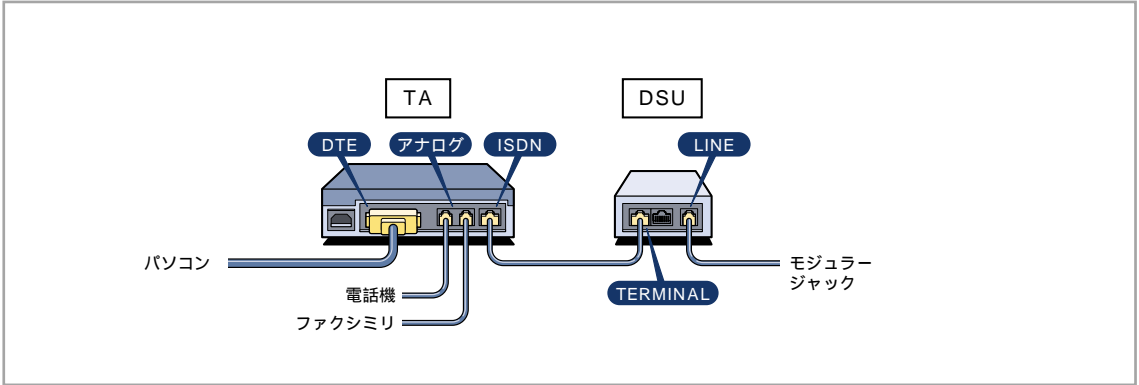 TA
DSU
DTE
アナログ
ISDN
LINE
パソコン
電話機
ファクシミリ
TERMINAL
モジュラー
ジャック